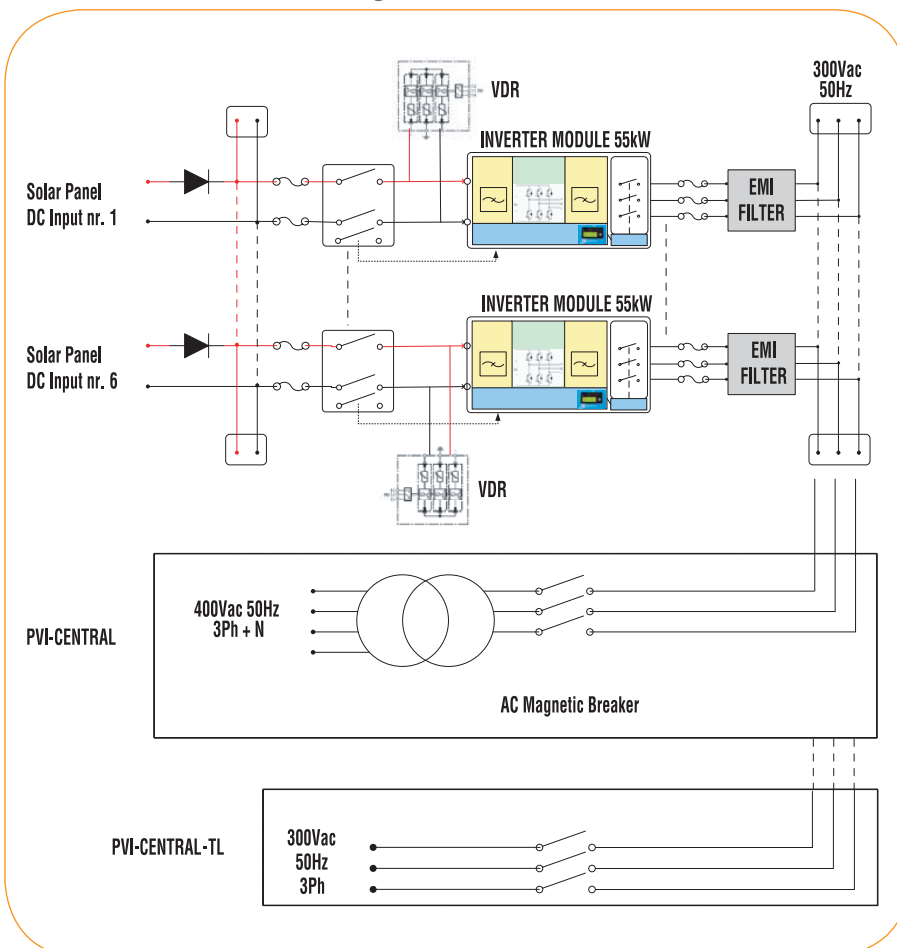 300Vac
50Hz
VDR
INVERTER MODULE 55kW
Solar Panel
DC Input nr. 1
EMI
FILTER
INVERTER MODULE 55kW
Solar Panel
DC Input nr. 6
EMI
FILTER
VDR
400Vac 50Hz
3Ph + N
PVI-CENTRAL
AC Magnetic Breaker
PVI-CENTRAL-TL
300Vac
50Hz
3Ph